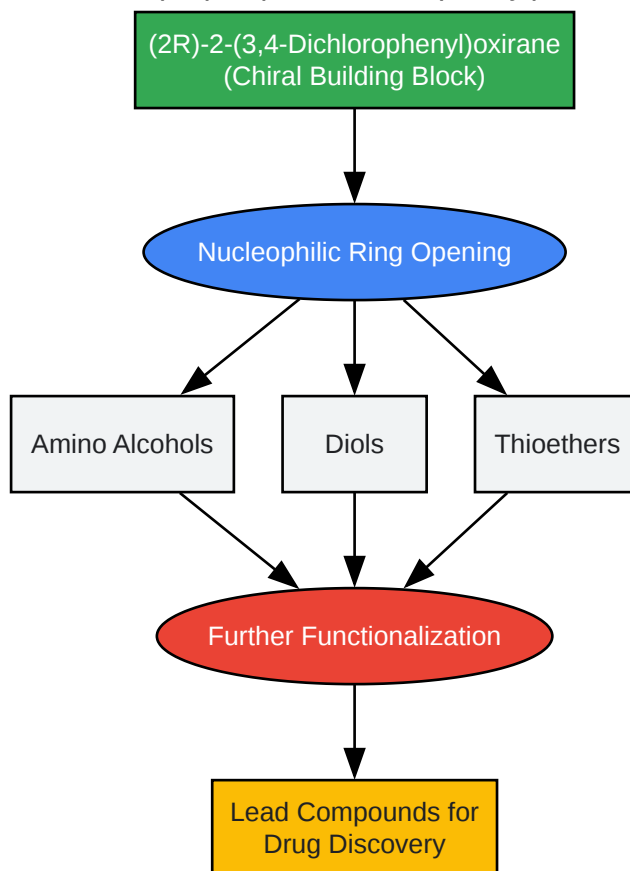 (2R)-2-(3,4-Dichlorophenyl)oxirane
(Chiral Building Block)
Nucleophilic Ring Opening
Amino Alcohols
Diols
Thioethers
Further Functionalization
Lead Compounds for
Drug Discovery